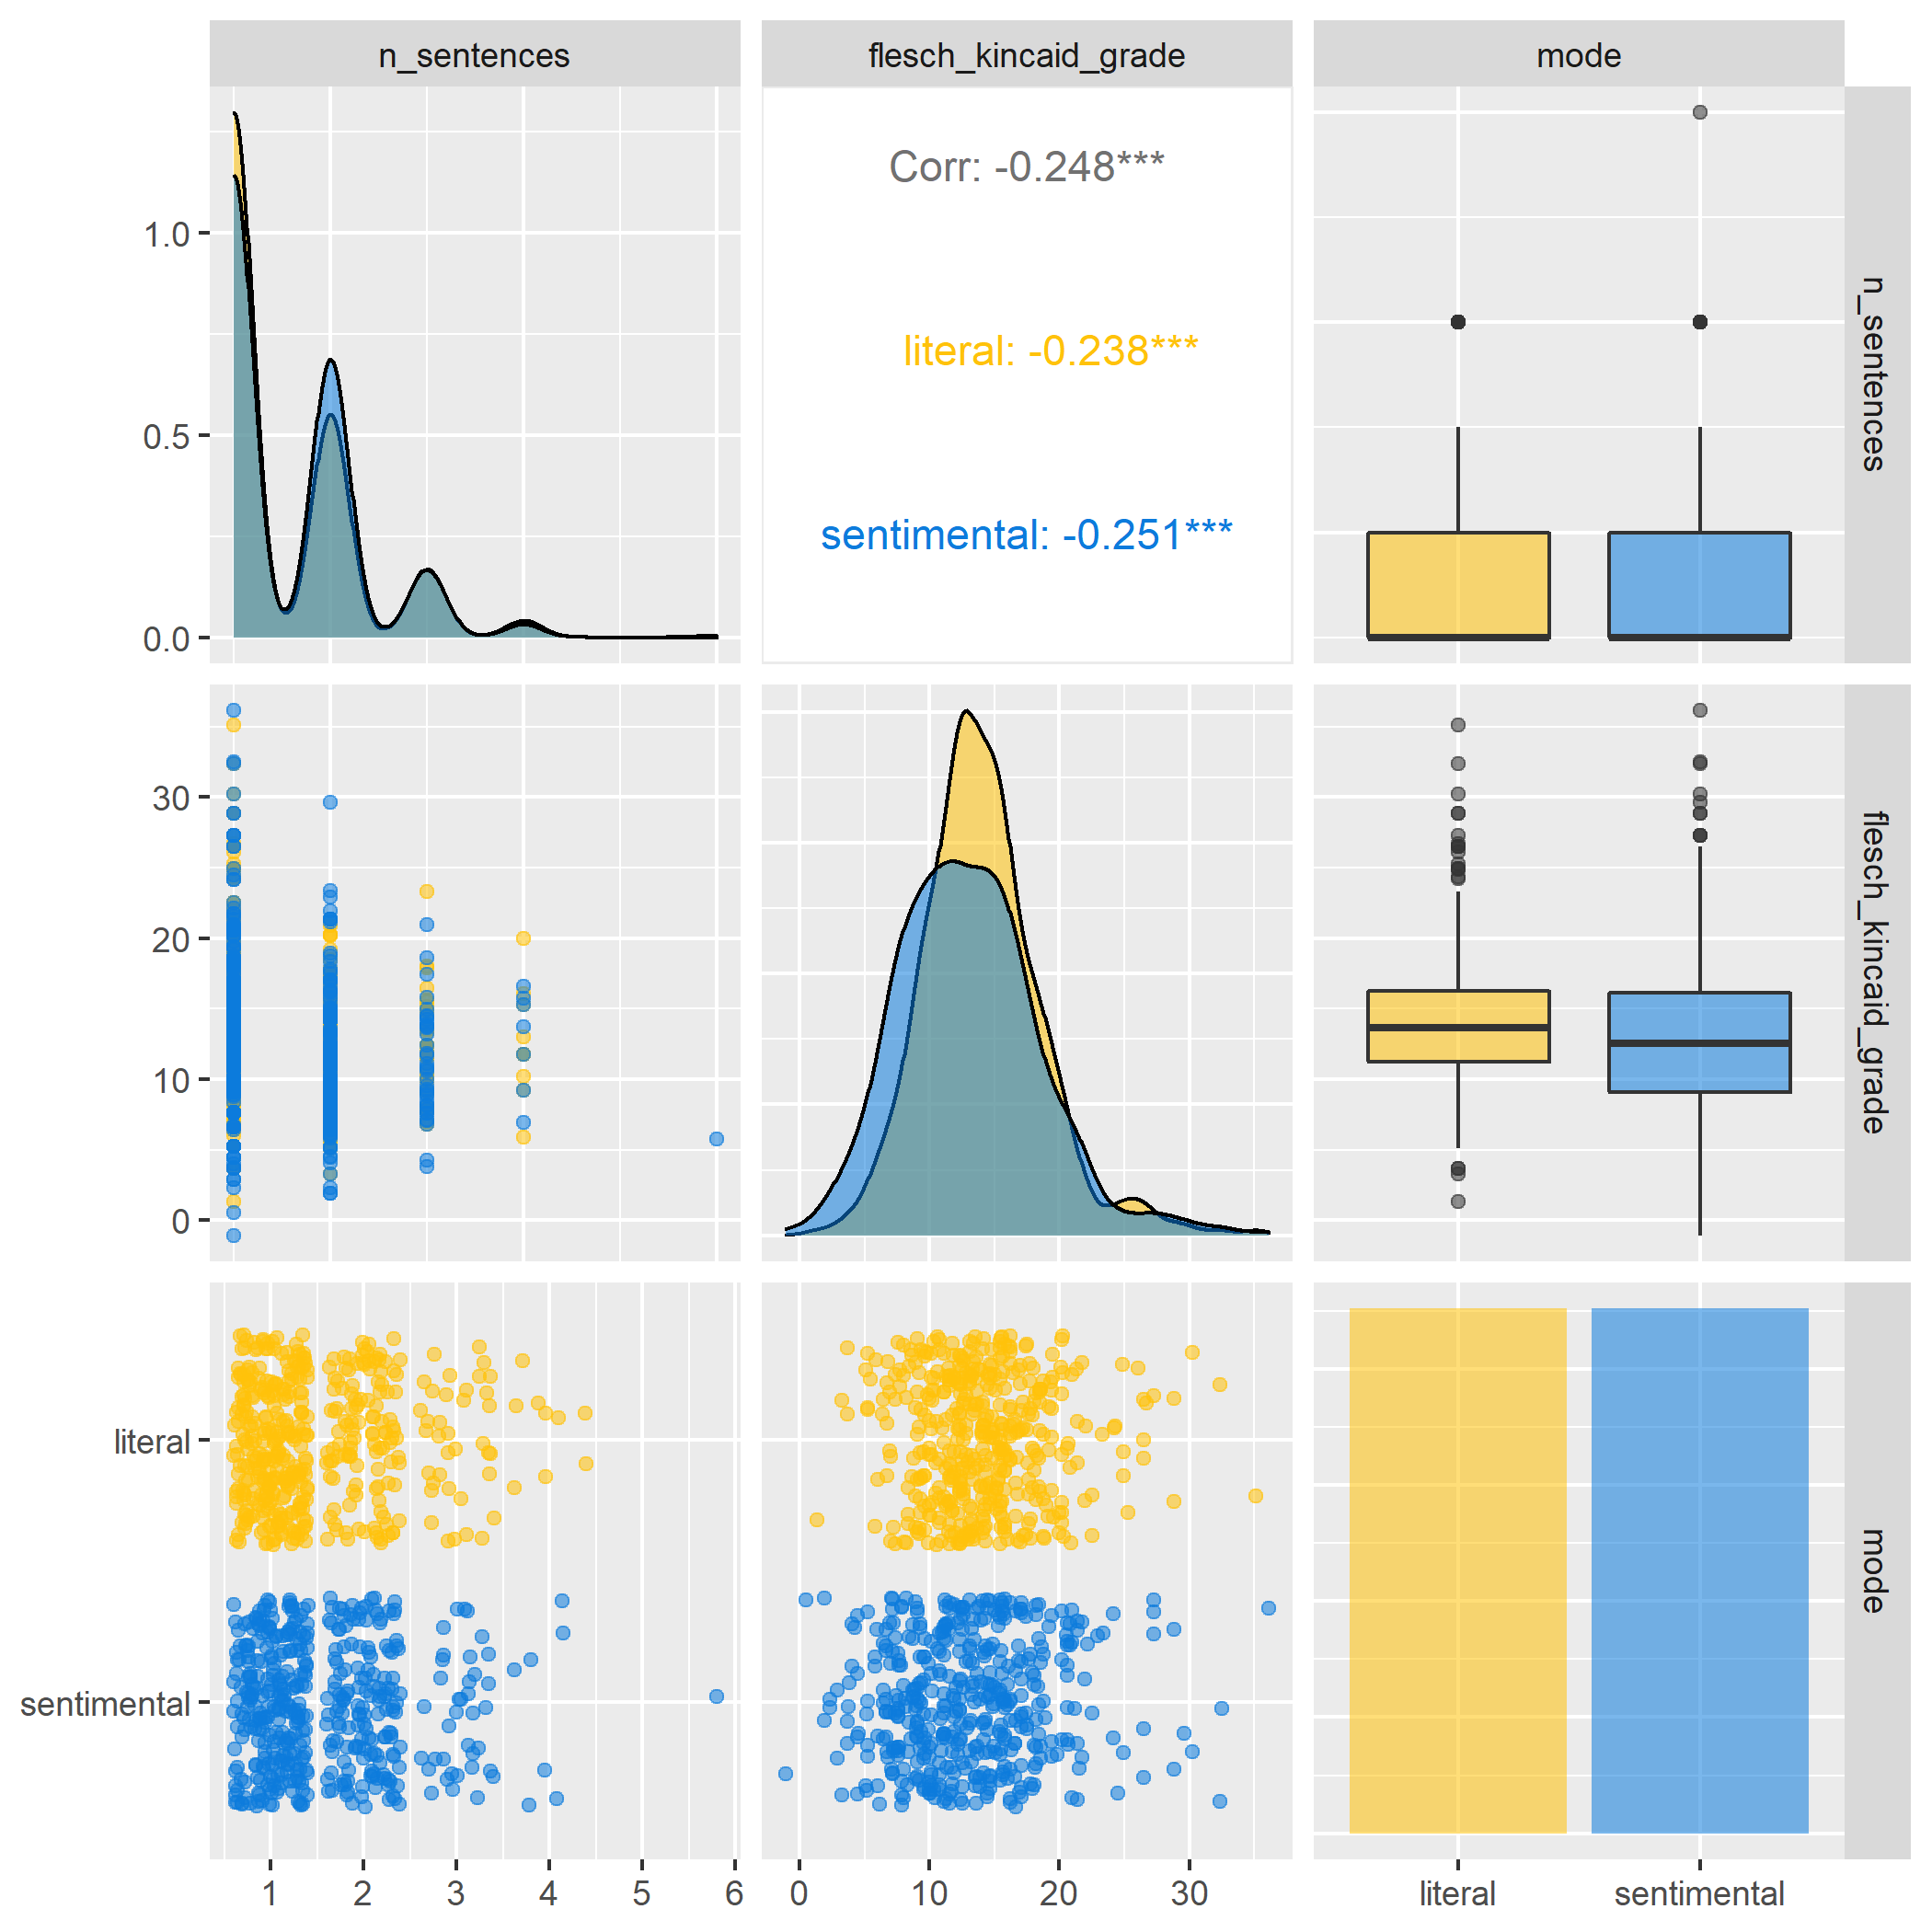 n_sentences flesch_kincaid_grade mode
1.0
0.5
0.0
Corr: -0.248***
literal: -0.238***
sentimental: -0.251***
n_sentences
30
20
10
0
flesch_kincaid_grade
literal
sentimental
mode
1 2 3 4 5 6
0 10 20 30
literal sentimental